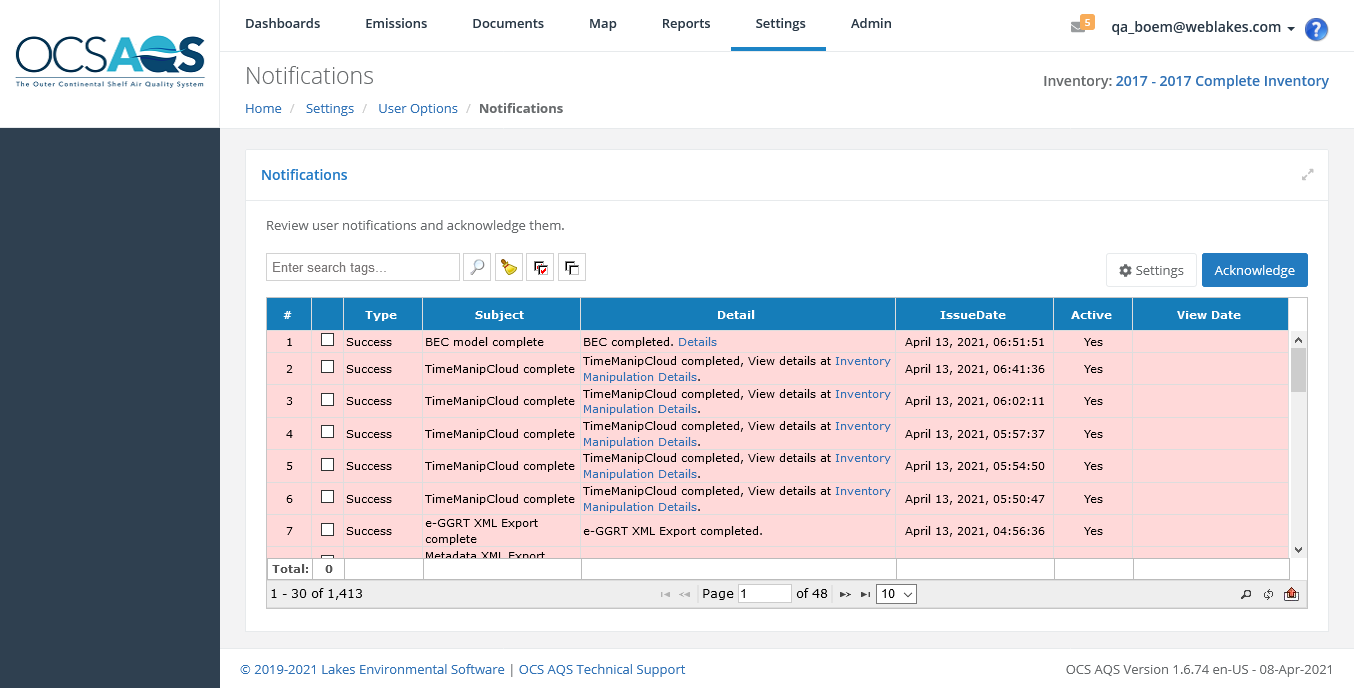 OCSAQS
The Outer Continental Shelf Air Quality System
Dashboards Emissions Documents Map Reports Settings Admin
5 qa_boem@weblakes.com ?
Notifications
Inventory: 2017 - 2017 Complete Inventory
Home / Settings / User Options / Notifications
Notifications
Review user notifications and acknowledge them.
Enter search tags...
Settings Acknowledge
# Type Subject Detail IssueDate Active View Date
1 Success BEC model complete BEC completed. Details April 13, 2021, 06:51:51 Yes
2 Success TimeManipCloud complete TimeManipCloud completed, View details at Inventory April 13, 2021, 06:41:36 Yes
Manipulation Details.
3 Success TimeManipCloud complete TimeManipCloud completed, View details at Inventory April 13, 2021, 06:02:11 Yes
Manipulation Details.
4 Success TimeManipCloud complete TimeManipCloud completed, View details at Inventory April 13, 2021, 05:57:37 Yes
Manipulation Details.
5 Success TimeManipCloud complete TimeManipCloud completed, View details at Inventory April 13, 2021, 05:54:50 Yes
Manipulation Details.
6 Success TimeManipCloud complete TimeManipCloud completed, View details at Inventory April 13, 2021, 05:50:47 Yes
Manipulation Details.
7 Success e-GGRT XML Export e-GGRT XML Export completed. April 13, 2021, 04:56:36 Yes
complete
Metadata XML Export
Total: 0
1 - 30 of 1,413 Page 1 of 48 10
© 2019-2021 Lakes Environmental Software | OCS AQS Technical Support
OCS AQS Version 1.6.74 en-US - 08-Apr-2021